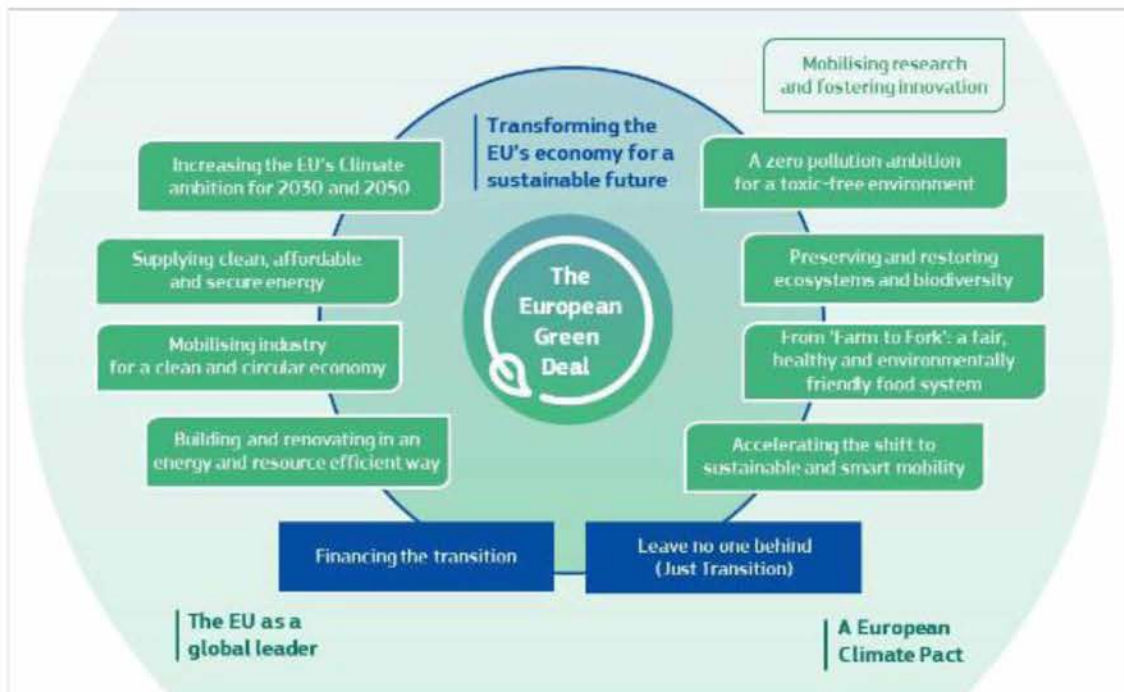 Mobilising research
and fostering innovation
Transforming the
EU's economy for a
sustainable future
Increasing the EU's Climate
ambition for 2030 and 2050
A zero pollution ambition
for a toxic-free environment
Supplying clean, affordable
and secure energy
The
European
Green
Deal
Preserving and restoring
ecosystems and biodiversity
Mobilising industry
for a clean and circular economy
From 'Farm to Fork': a fair,
healthy and environmentally
friendly food system
Building and renovating in an
energy and resource efficient way
Accelerating the shift to
sustainable and smart mobility
Financing the transition
Leave no one behind
(Just Transition)
The EU as a
global leader
A European
Climate Pact